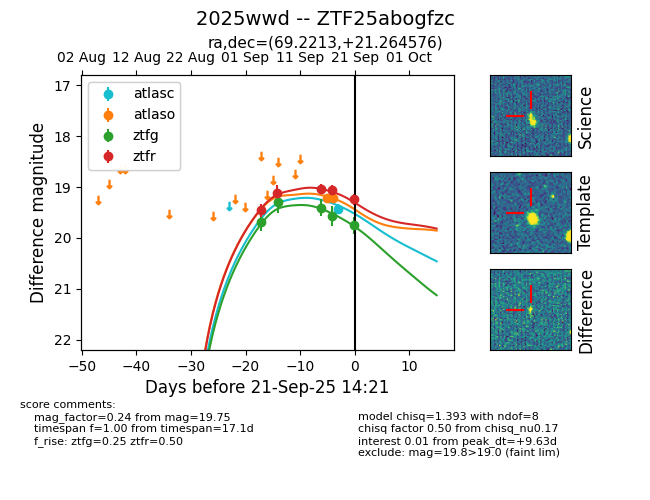 2025wwd -- ZTF25abogfzc
ra,dec=(69.2213,+21.264576)
02 Aug 12 Aug 22 Aug 01 Sep 11 Sep 21 Sep 01 Oct
atlasc
atlaso
ztfg
ztfr
17
18
19
20
21
22
Difference magnitude
−50 −40 −30 −20 −10 0 10
Days before 21-Sep-25 14:21
Science
Template
Difference
score comments:
mag_factor=0.24 from mag=19.75
timespan f=1.00 from timespan=17.1d
f_rise: ztfg=0.25 ztfr=0.50
model chisq=1.393 with ndof=8
chisq factor 0.50 from chisq_nu0.17
interest 0.01 from peak_dt=+9.63d
exclude: mag=19.8>19.0 (faint lim)